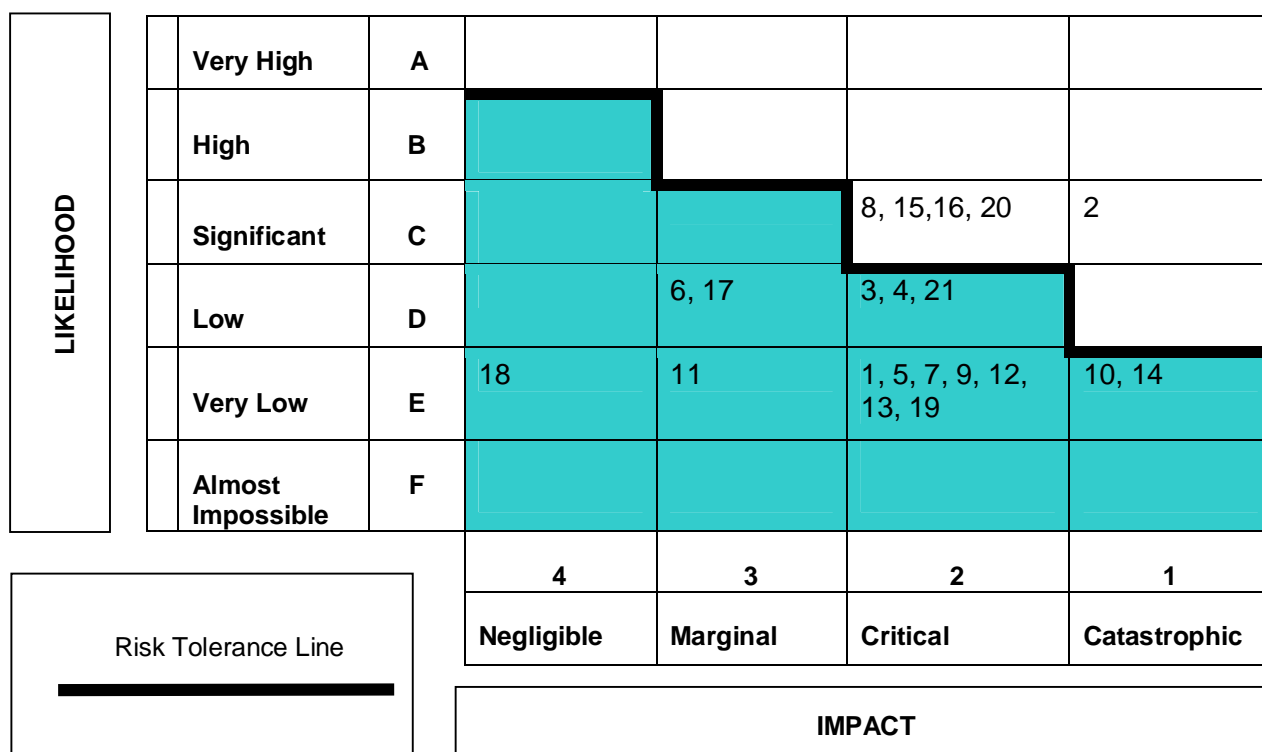 LIKELIHOOD
Very High A
High B
Significant C 8, 15,16, 20 2
Low D 6, 17 3, 4, 21
Very Low E 18 11 1, 5, 7, 9, 12, 10, 14
13, 19
Almost F
Impossible
4 3 2 1
Negligible Marginal Critical Catastrophic
Risk Tolerance Line
IMPACT